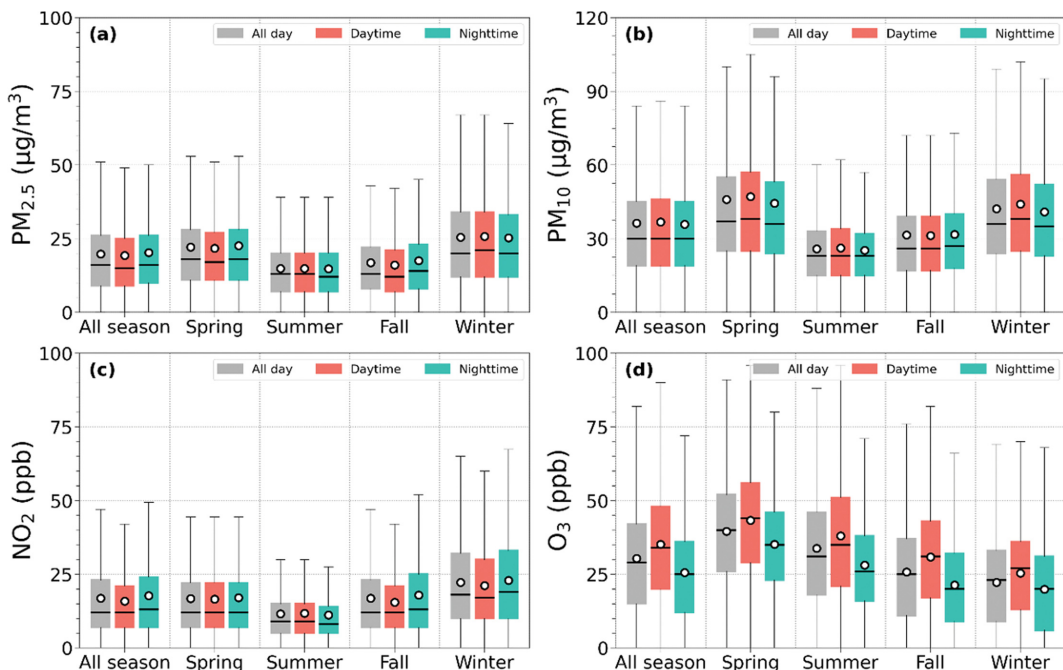 (a)
All day Daytime Nighttime
PM2.5 (μg/m3)
100
75
50
25
0
All season Spring Summer Fall Winter
(b)
All day Daytime Nighttime
PM10 (μg/m3)
120
90
60
30
0
All season Spring Summer Fall Winter
(c)
All day Daytime Nighttime
NO2 (ppb)
100
75
50
25
0
All season Spring Summer Fall Winter
(d)
All day Daytime Nighttime
O3 (ppb)
100
75
50
25
0
All season Spring Summer Fall Winter